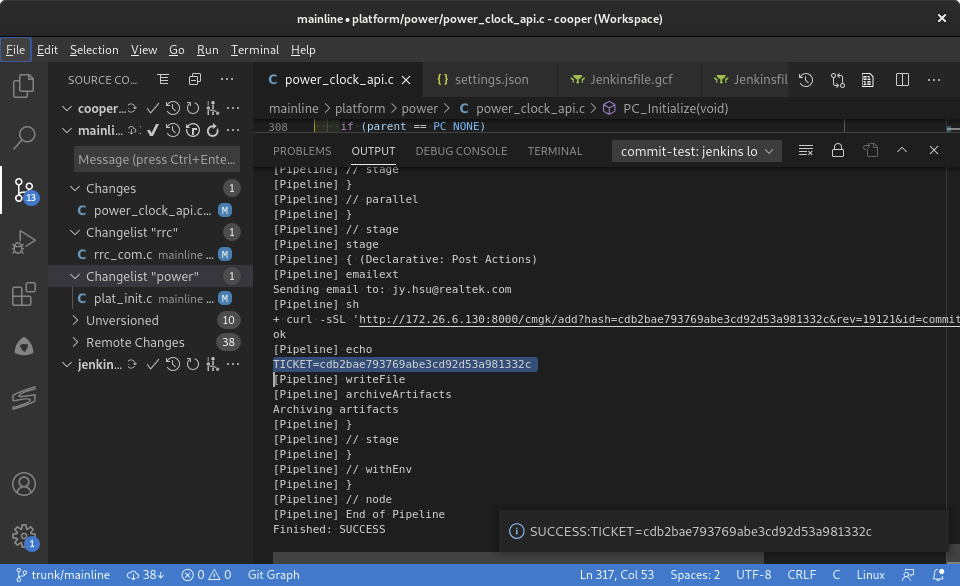 mainline • platform/power/power_clock_api.c - cooper (Workspace)
File Edit Selection View Go Run Terminal Help
SOURCE CO...
power_clock_api.c
settings.json
Jenkinsfile.gcf
Jenkinsfil
cooper...
mainli...
Message (press Ctrl+Ente...
Changes 1
power_clock_api.c... M
Changelist "rrc" 1
rrc_com.c mainline ... M
Changelist "power" 1
plat_init.c mainline ... M
Unversioned 10
Remote Changes 38
jenkin...
13
1
mainline > platform > power > C power_clock_api.c > PC_Initialize(void)
308 if (parent == PC_NONE)
PROBLEMS OUTPUT DEBUG CONSOLE TERMINAL
commit-test: jenkins lo
[Pipeline] // stage
[Pipeline] }
[Pipeline] // parallel
[Pipeline] }
[Pipeline] // stage
[Pipeline] stage
[Pipeline] { (Declarative: Post Actions)
[Pipeline] emailext
Sending email to: jy.hsu@realtek.com
[Pipeline] sh
+ curl -sSL 'http://172.26.6.130:8000/cmgk/add?hash=cdb2bae793769abe3cd92d53a981332c&rev=19121&id=commit
ok
[Pipeline] echo
TICKET=cdb2bae793769abe3cd92d53a981332c
[Pipeline] writeFile
[Pipeline] archiveArtifacts
Archiving artifacts
[Pipeline] }
[Pipeline] // stage
[Pipeline] }
[Pipeline] // withEnv
[Pipeline] }
[Pipeline] // node
[Pipeline] End of Pipeline
Finished: SUCCESS
SUCCESS:TICKET=cdb2bae793769abe3cd92d53a981332c
trunk/mainline 38↓ 0 0 Git Graph
Ln 317, Col 53 Spaces: 2 UTF-8 CRLF C Linux